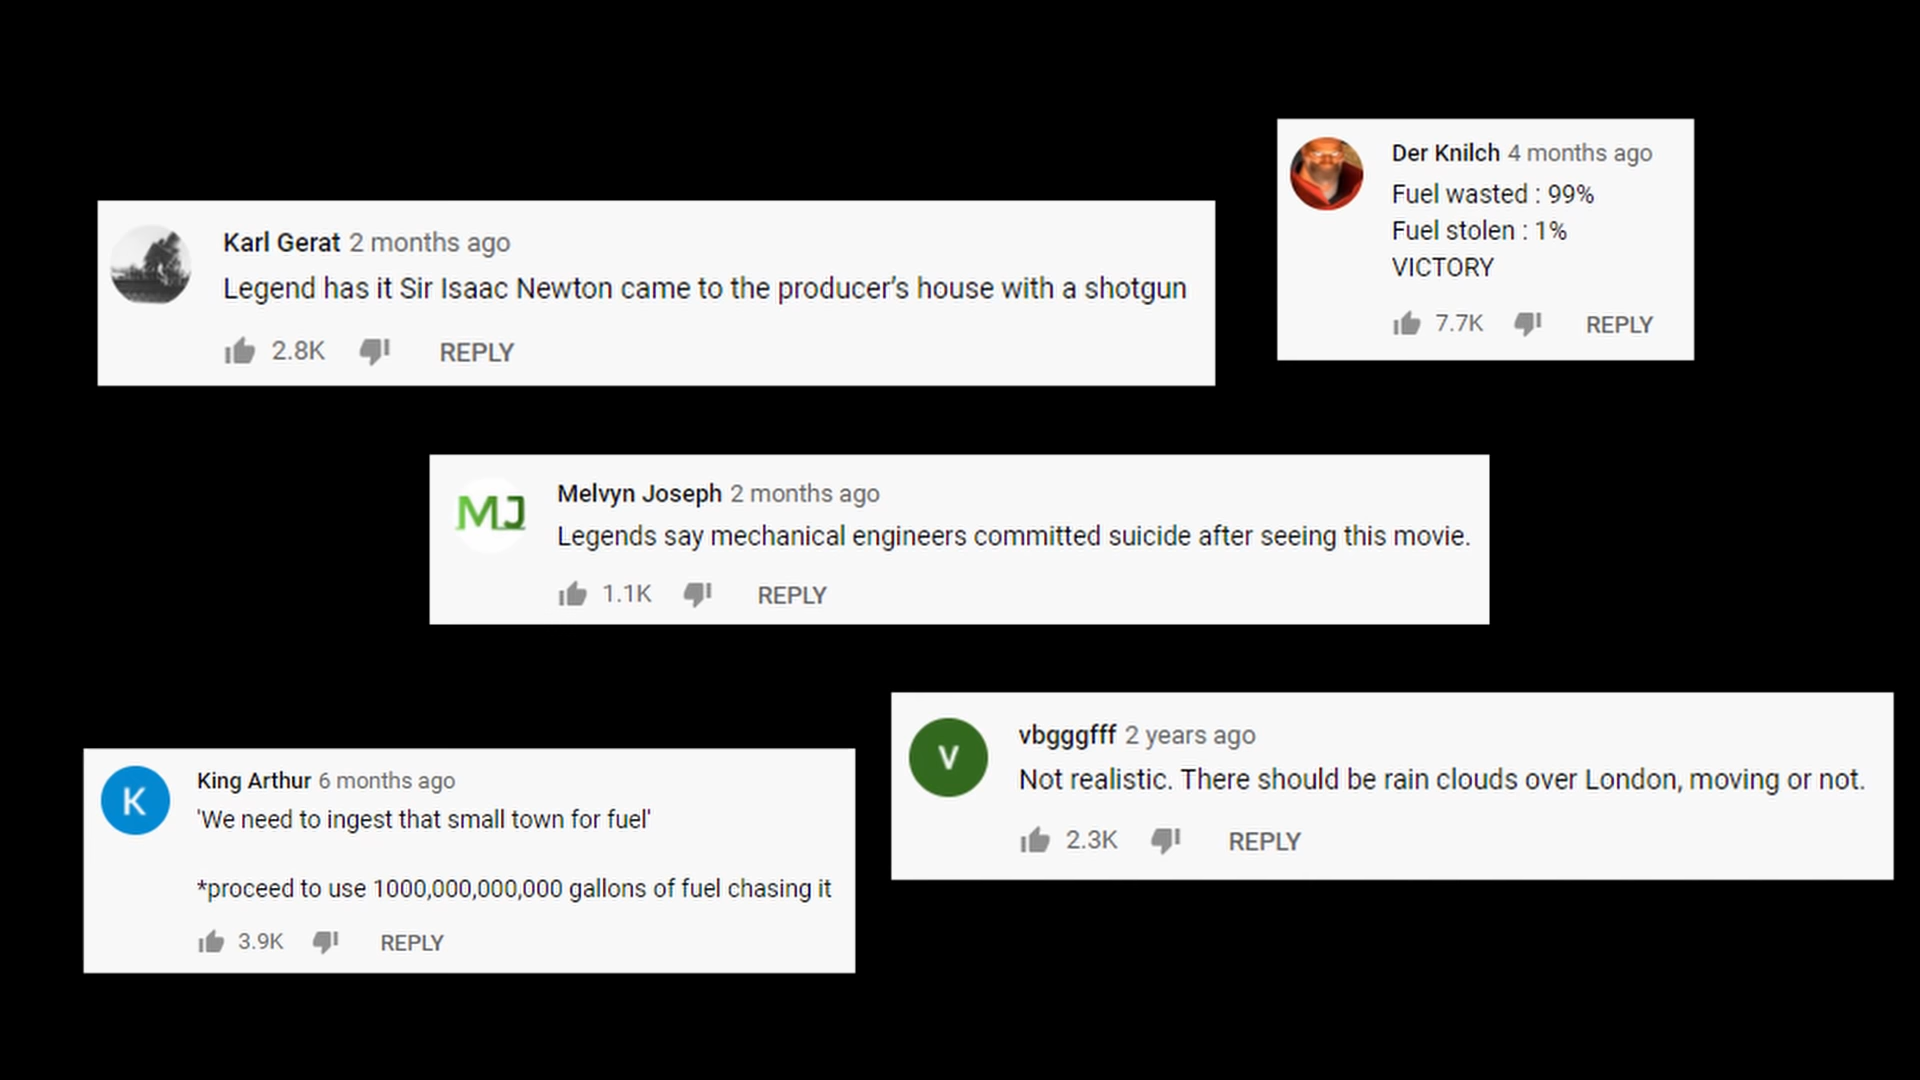 Karl Gerat 2 months ago
Legend has it Sir Isaac Newton came to the producer's house with a shotgun
2.8K REPLY
Der Knilch 4 months ago
Fuel wasted : 99%
Fuel stolen : 1%
VICTORY
7.7K REPLY
MJ
Melvyn Joseph 2 months ago
Legends say mechanical engineers committed suicide after seeing this movie.
1.1K REPLY
K
King Arthur 6 months ago
'We need to ingest that small town for fuel'
*proceed to use 1000,000,000,000 gallons of fuel chasing it
3.9K REPLY
V
vbgggfff 2 years ago
Not realistic. There should be rain clouds over London, moving or not.
2.3K REPLY